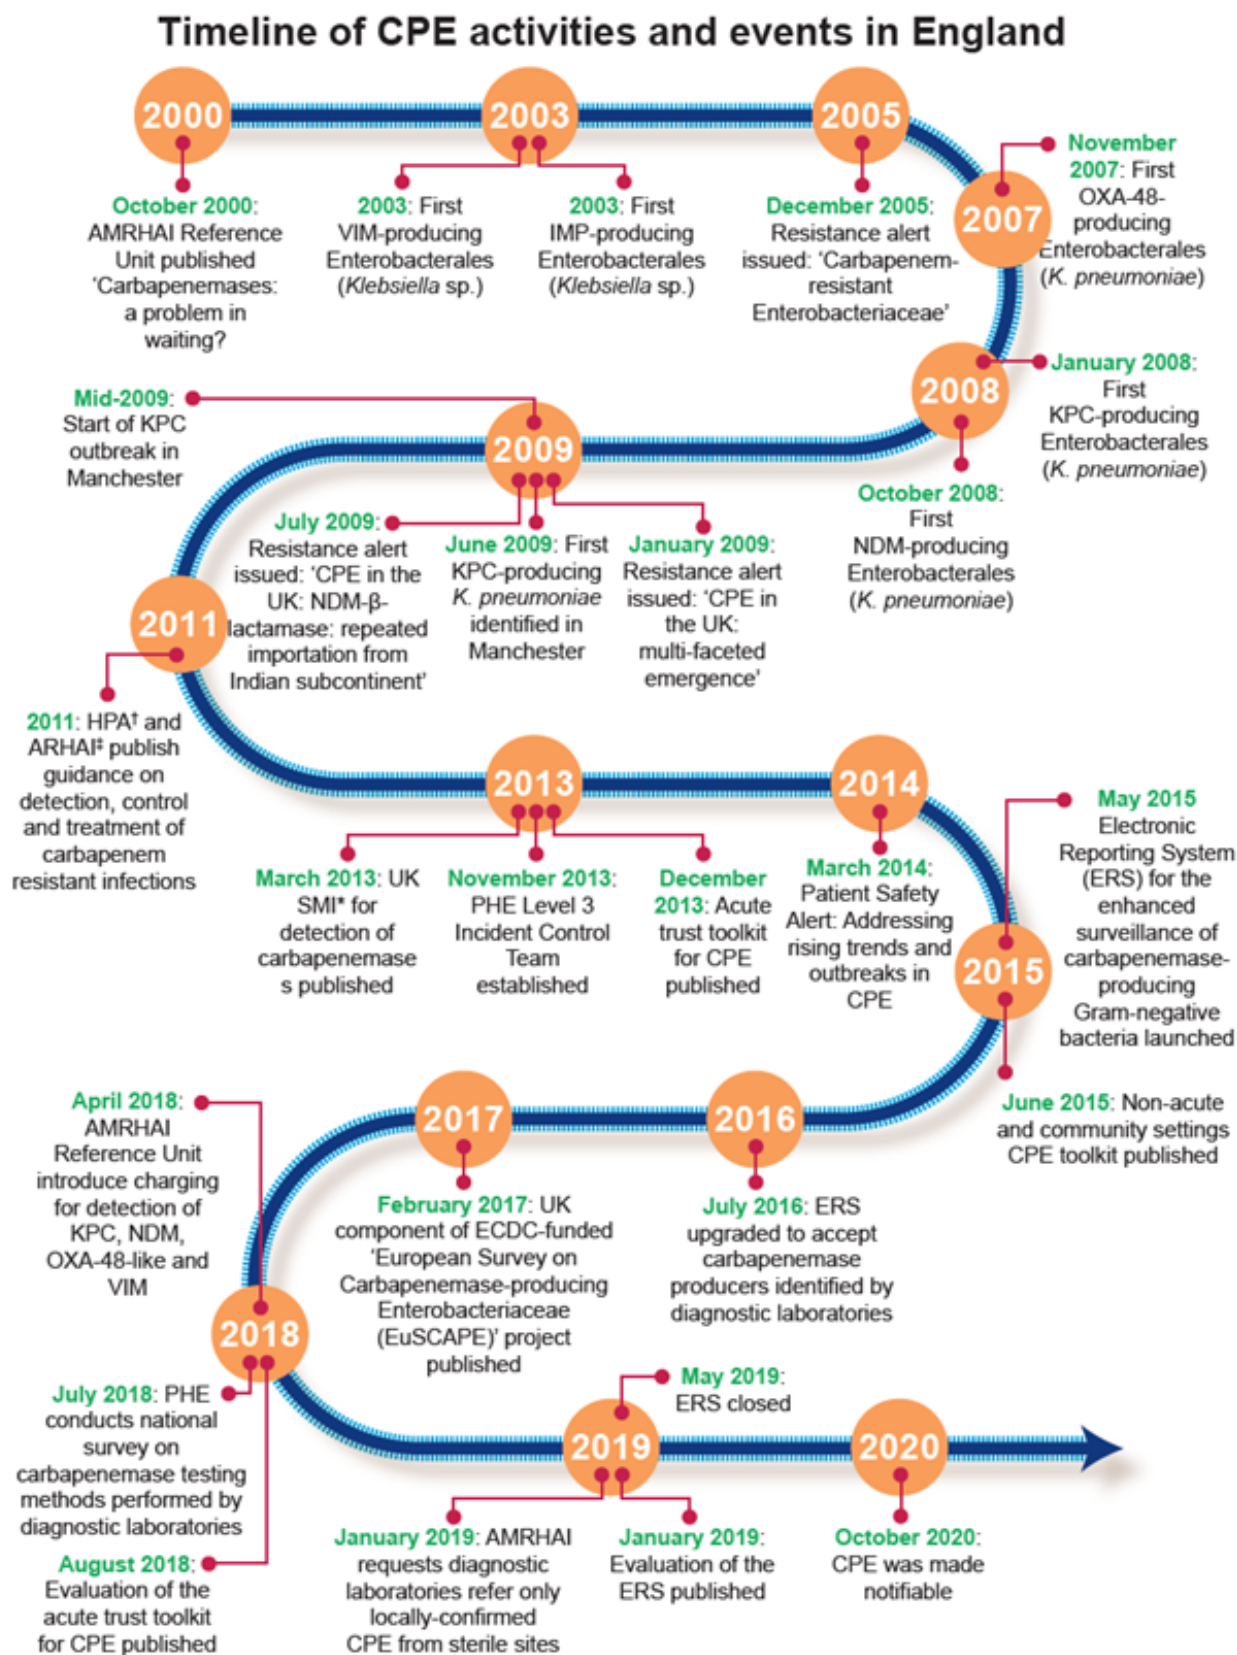 Timeline of CPE activities and events in England
2000
2003
2005
2007
October 2000:
AMRHAI Reference
Unit published
'Carbapenemases:
a problem in
waiting?
2003: First
VIM-producing
Enterobacterales
(Klebsiella sp.)
2003: First
IMP-producing
Enterobacterales
(Klebsiella sp.)
December 2005:
Resistance alert
issued: 'Carbapenem-
resistant
Enterobacteriaceae'
November
2007: First
OXA-48-
producing
Enterobacterales
(K. pneumoniae)
2008
January 2008:
First
KPC-producing
Enterobacterales
(K. pneumoniae)
October 2008:
First
NDM-producing
Enterobacterales
(K. pneumoniae)
2009
Mid-2009:
Start of KPC
outbreak in
Manchester
July 2009:
Resistance alert
issued: 'CPE in the
UK: NDM-β-
lactamase: repeated
importation from
Indian subcontinent'
June 2009: First
KPC-producing
K. pneumoniae
identified in
Manchester
January 2009:
Resistance alert
issued: 'CPE in
the UK:
multi-faceted
emergence'
2011
2011: HPA† and
ARHAI‡ publish
guidance on
detection, control
and treatment of
carbapenem
resistant infections
2013
March 2013: UK
SMI* for
detection of
carbapenemase
s published
November 2013:
PHE Level 3
Incident Control
Team
established
December
2013: Acute
trust toolkit
for CPE
published
2014
March 2014:
Patient Safety
Alert: Addressing
rising trends and
outbreaks in
CPE
2015
May 2015
Electronic
Reporting System
(ERS) for the
enhanced
surveillance of
carbapenemase-
producing
Gram-negative
bacteria launched
June 2015: Non-acute
and community settings
CPE toolkit published
2016
July 2016: ERS
upgraded to accept
carbapenemase
producers identified by
diagnostic laboratories
2017
February 2017: UK
component of ECDC-funded
'European Survey on
Carbapenemase-producing
Enterobacteriaceae
(EuSCAPE)' project
published
2018
April 2018:
AMRHAI
Reference Unit
introduce charging
for detection of
KPC, NDM,
OXA-48-like and
VIM
July 2018: PHE
conducts national
survey on
carbapenemase testing
methods performed by
diagnostic laboratories
August 2018:
Evaluation of the
acute trust toolkit
for CPE published
2019
May 2019:
ERS closed
January 2019: AMRHAI
requests diagnostic
laboratories refer only
locally-confirmed
CPE from sterile sites
January 2019:
Evaluation of the
ERS published
2020
October 2020:
CPE was made
notifiable